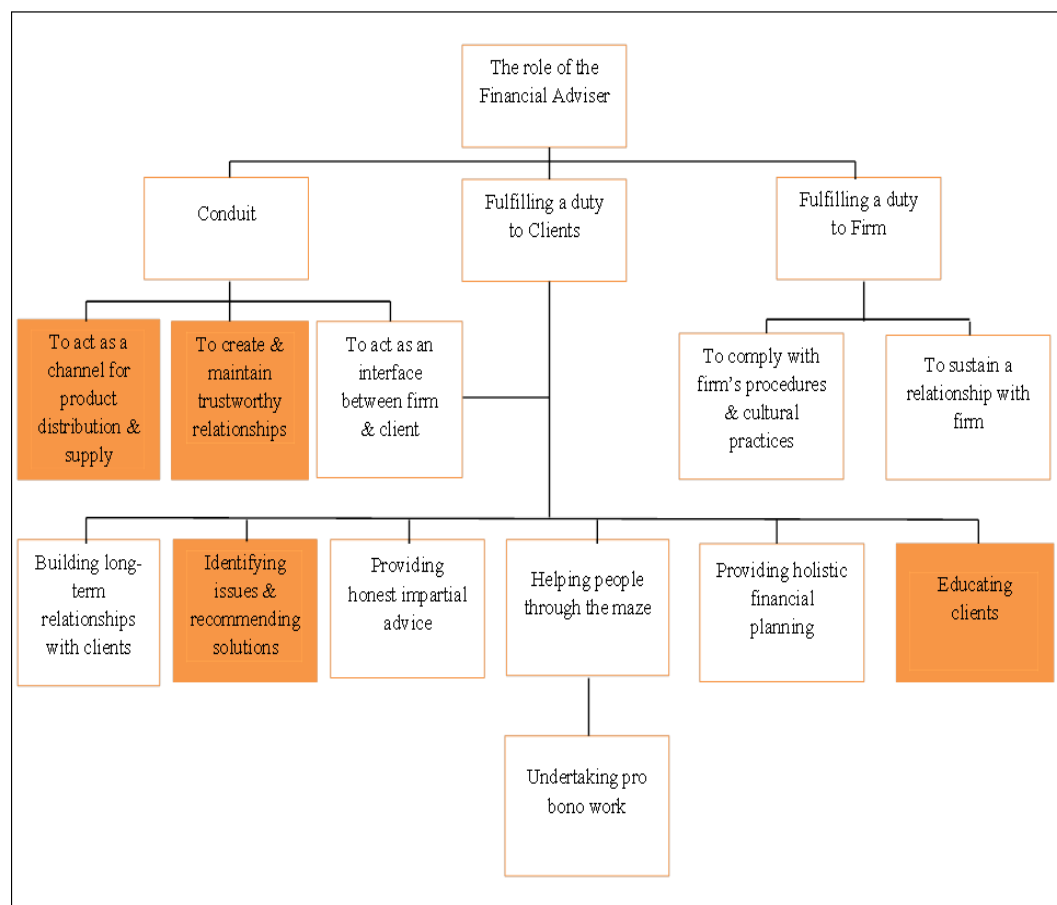 The role of the
Financial Adviser
Conduit
Fulfilling a duty
to Clients
Fulfilling a duty
to Firm
To act as a
channel for
product
distribution &
supply
To create &
maintain
trustworthy
relationships
To act as an
interface
between firm
& client
To comply with
firm's procedures
& cultural
practices
To sustain a
relationship with
firm
Building long-
term
relationships
with clients
Identifying
issues &
recommending
solutions
Providing
honest impartial
advice
Helping people
through the maze
Providing holistic
financial
planning
Educating
clients
Undertaking pro
bono work